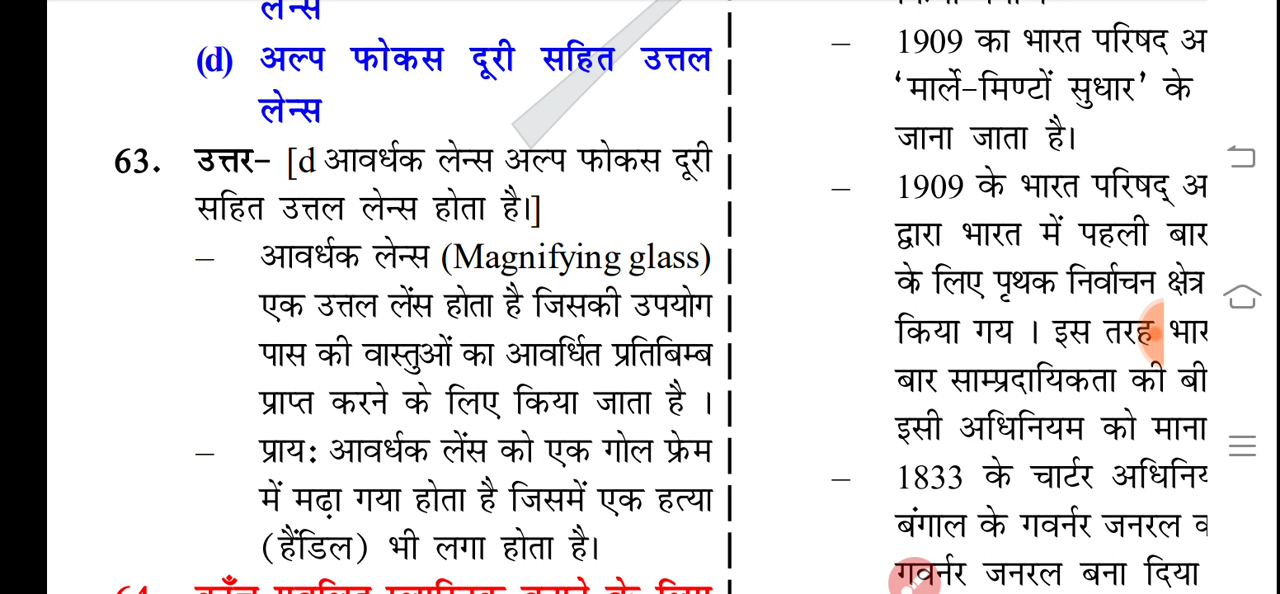 लेन्स
(d) अल्प फोकस दूरी सहित उत्तल
लेन्स
63. उत्तर– [d आवर्धक लेन्स अल्प फोकस दूरी
सहित उत्तल लेन्स होता है।]
– आवर्धक लेन्स (Magnifying glass)
एक उत्तल लेंस होता है जिसकी उपयोग
पास की वास्तुओं का आवर्धित प्रतिबिम्ब
प्राप्त करने के लिए किया जाता है ।
– प्राय: आवर्धक लेंस को एक गोल फ्रेम
में मढ़ा गया होता है जिसमें एक हत्या
(हैंडिल) भी लगा होता है।
– 1909 का भारत परिषद अ
‘मार्ले-मिण्टों सुधार’ के
जाना जाता है।
– 1909 के भारत परिषद् अ
द्वारा भारत में पहली बार
के लिए पृथक निर्वाचन क्षेत्र
किया गय । इस तरह भार
बार साम्प्रदायिकता की बी
इसी अधिनियम को माना
– 1833 के चार्टर अधिनिय
बंगाल के गवर्नर जनरल व
गवर्नर जनरल बना दिया